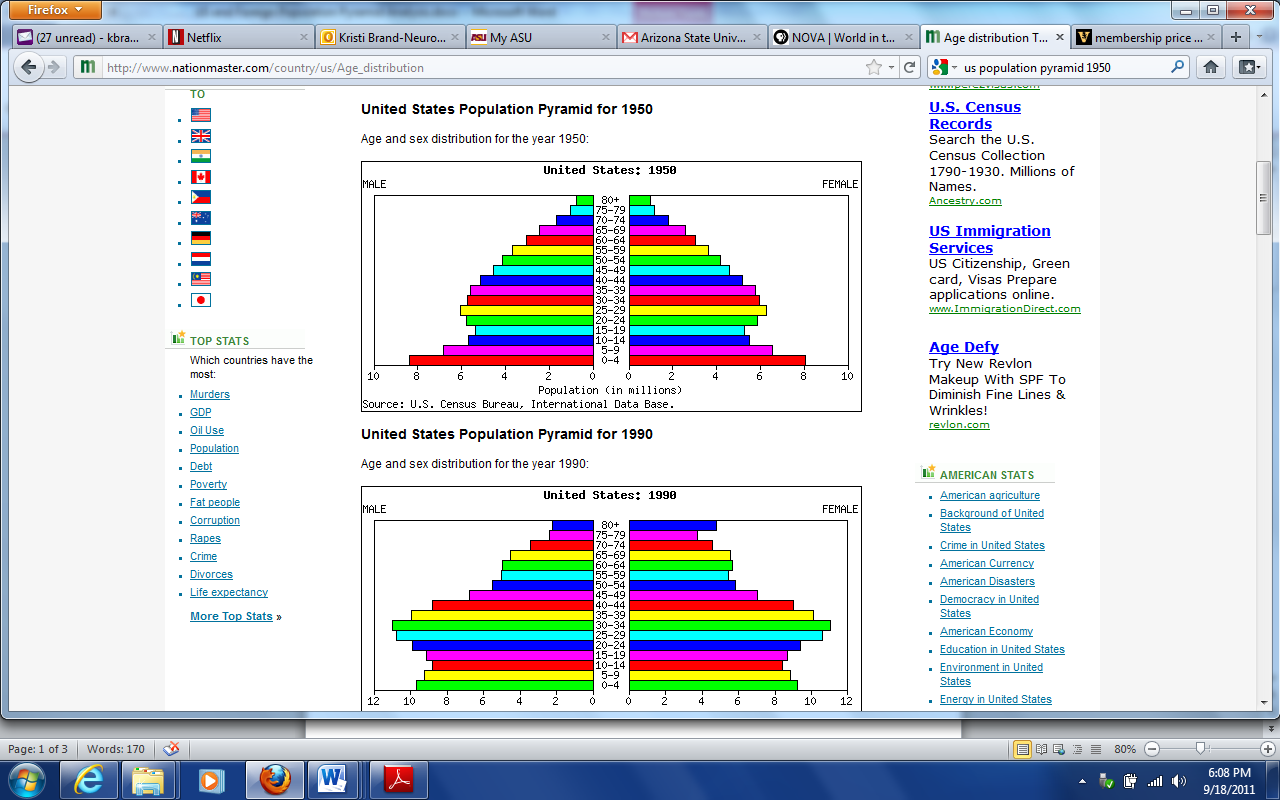 Firefox
(27 unread) - kbra...
Netflix
Kristi Brand-Neuro...
My ASU
Arizona State Univ...
NOVA | World in t...
Age distribution T...
membership price ...
http://www.nationmaster.com/country/us/Age_distribution
us population pyramid 1950
TO
TOP STATS
Which countries have the
most:
Murders
GDP
Oil Use
Population
Debt
Poverty
Fat people
Corruption
Rapes
Crime
Divorces
Life expectancy
More Top Stats »
United States Population Pyramid for 1950
Age and sex distribution for the year 1950:
United States: 1950
MALE FEMALE
80+
75-79
70-74
65-69
60-64
55-59
50-54
45-49
40-44
35-39
30-34
25-29
20-24
15-19
10-14
5-9
0-4
10 8 6 4 2 0 0 2 4 6 8 10
Population (in millions)
Source: U.S. Census Bureau, International Data Base.
United States Population Pyramid for 1990
Age and sex distribution for the year 1990:
United States: 1990
MALE FEMALE
80+
75-79
70-74
65-69
60-64
55-59
50-54
45-49
40-44
35-39
30-34
25-29
20-24
15-19
10-14
5-9
0-4
12 10 8 6 4 2 0 0 2 4 6 8 10 12
U.S. Census
Records
Search the U.S.
Census Collection
1790-1930. Millions of
Names.
Ancestry.com
US Immigration
Services
US Citizenship, Green
card, Visas Prepare
applications online.
www.ImmigrationDirect.com
Age Defy
Try New Revlon
Makeup With SPF To
Diminish Fine Lines &
Wrinkles!
revlon.com
AMERICAN STATS
American agriculture
Background of United
States
Crime in United States
American Currency
American Disasters
Democracy in United
States
American Economy
Education in United States
Environment in United
States
Energy in United States
Page: 1 of 3
Words: 170
80%
6:08 PM
9/18/2011